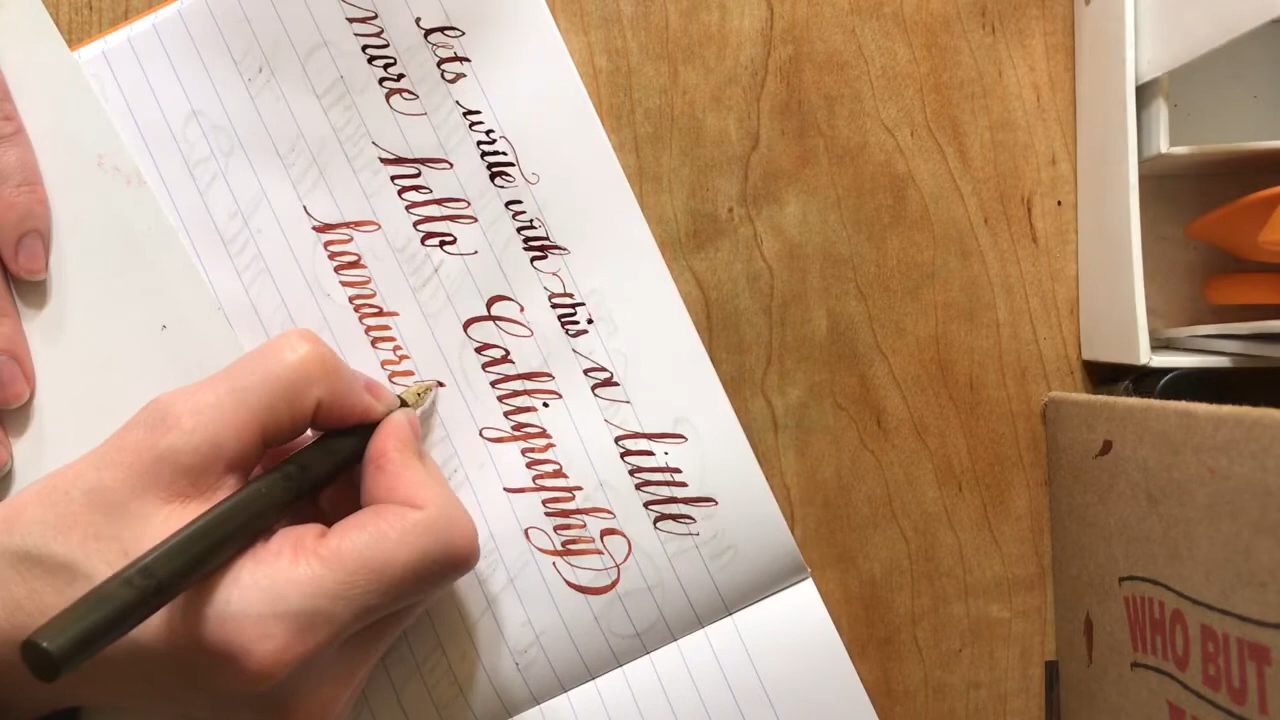 lets write with this a little
more hello Calligraphy
handwri
WHO BUT